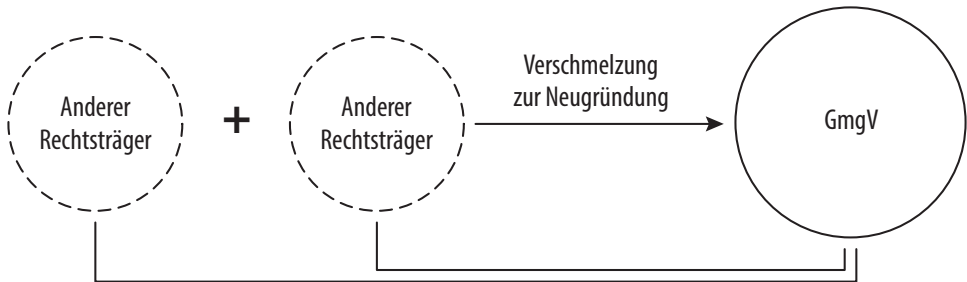 Anderer
Rechtsträger
+
Anderer
Rechtsträger
Verschmelzung
zur Neugründung
GmgV